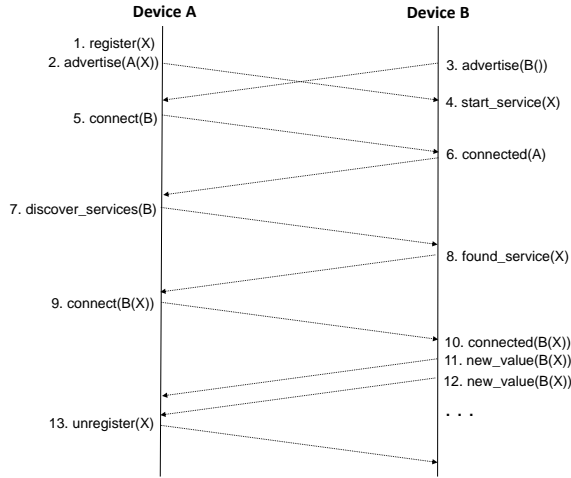 Device A
Device B
1. register(X)
2. advertise(A(X))
3. advertise(B())
4. start_service(X)
5. connect(B)
6. connected(A)
7. discover_services(B)
8. found_service(X)
9. connect(B(X))
10. connected(B(X))
11. new_value(B(X))
12. new_value(B(X))
. . .
13. unregister(X)